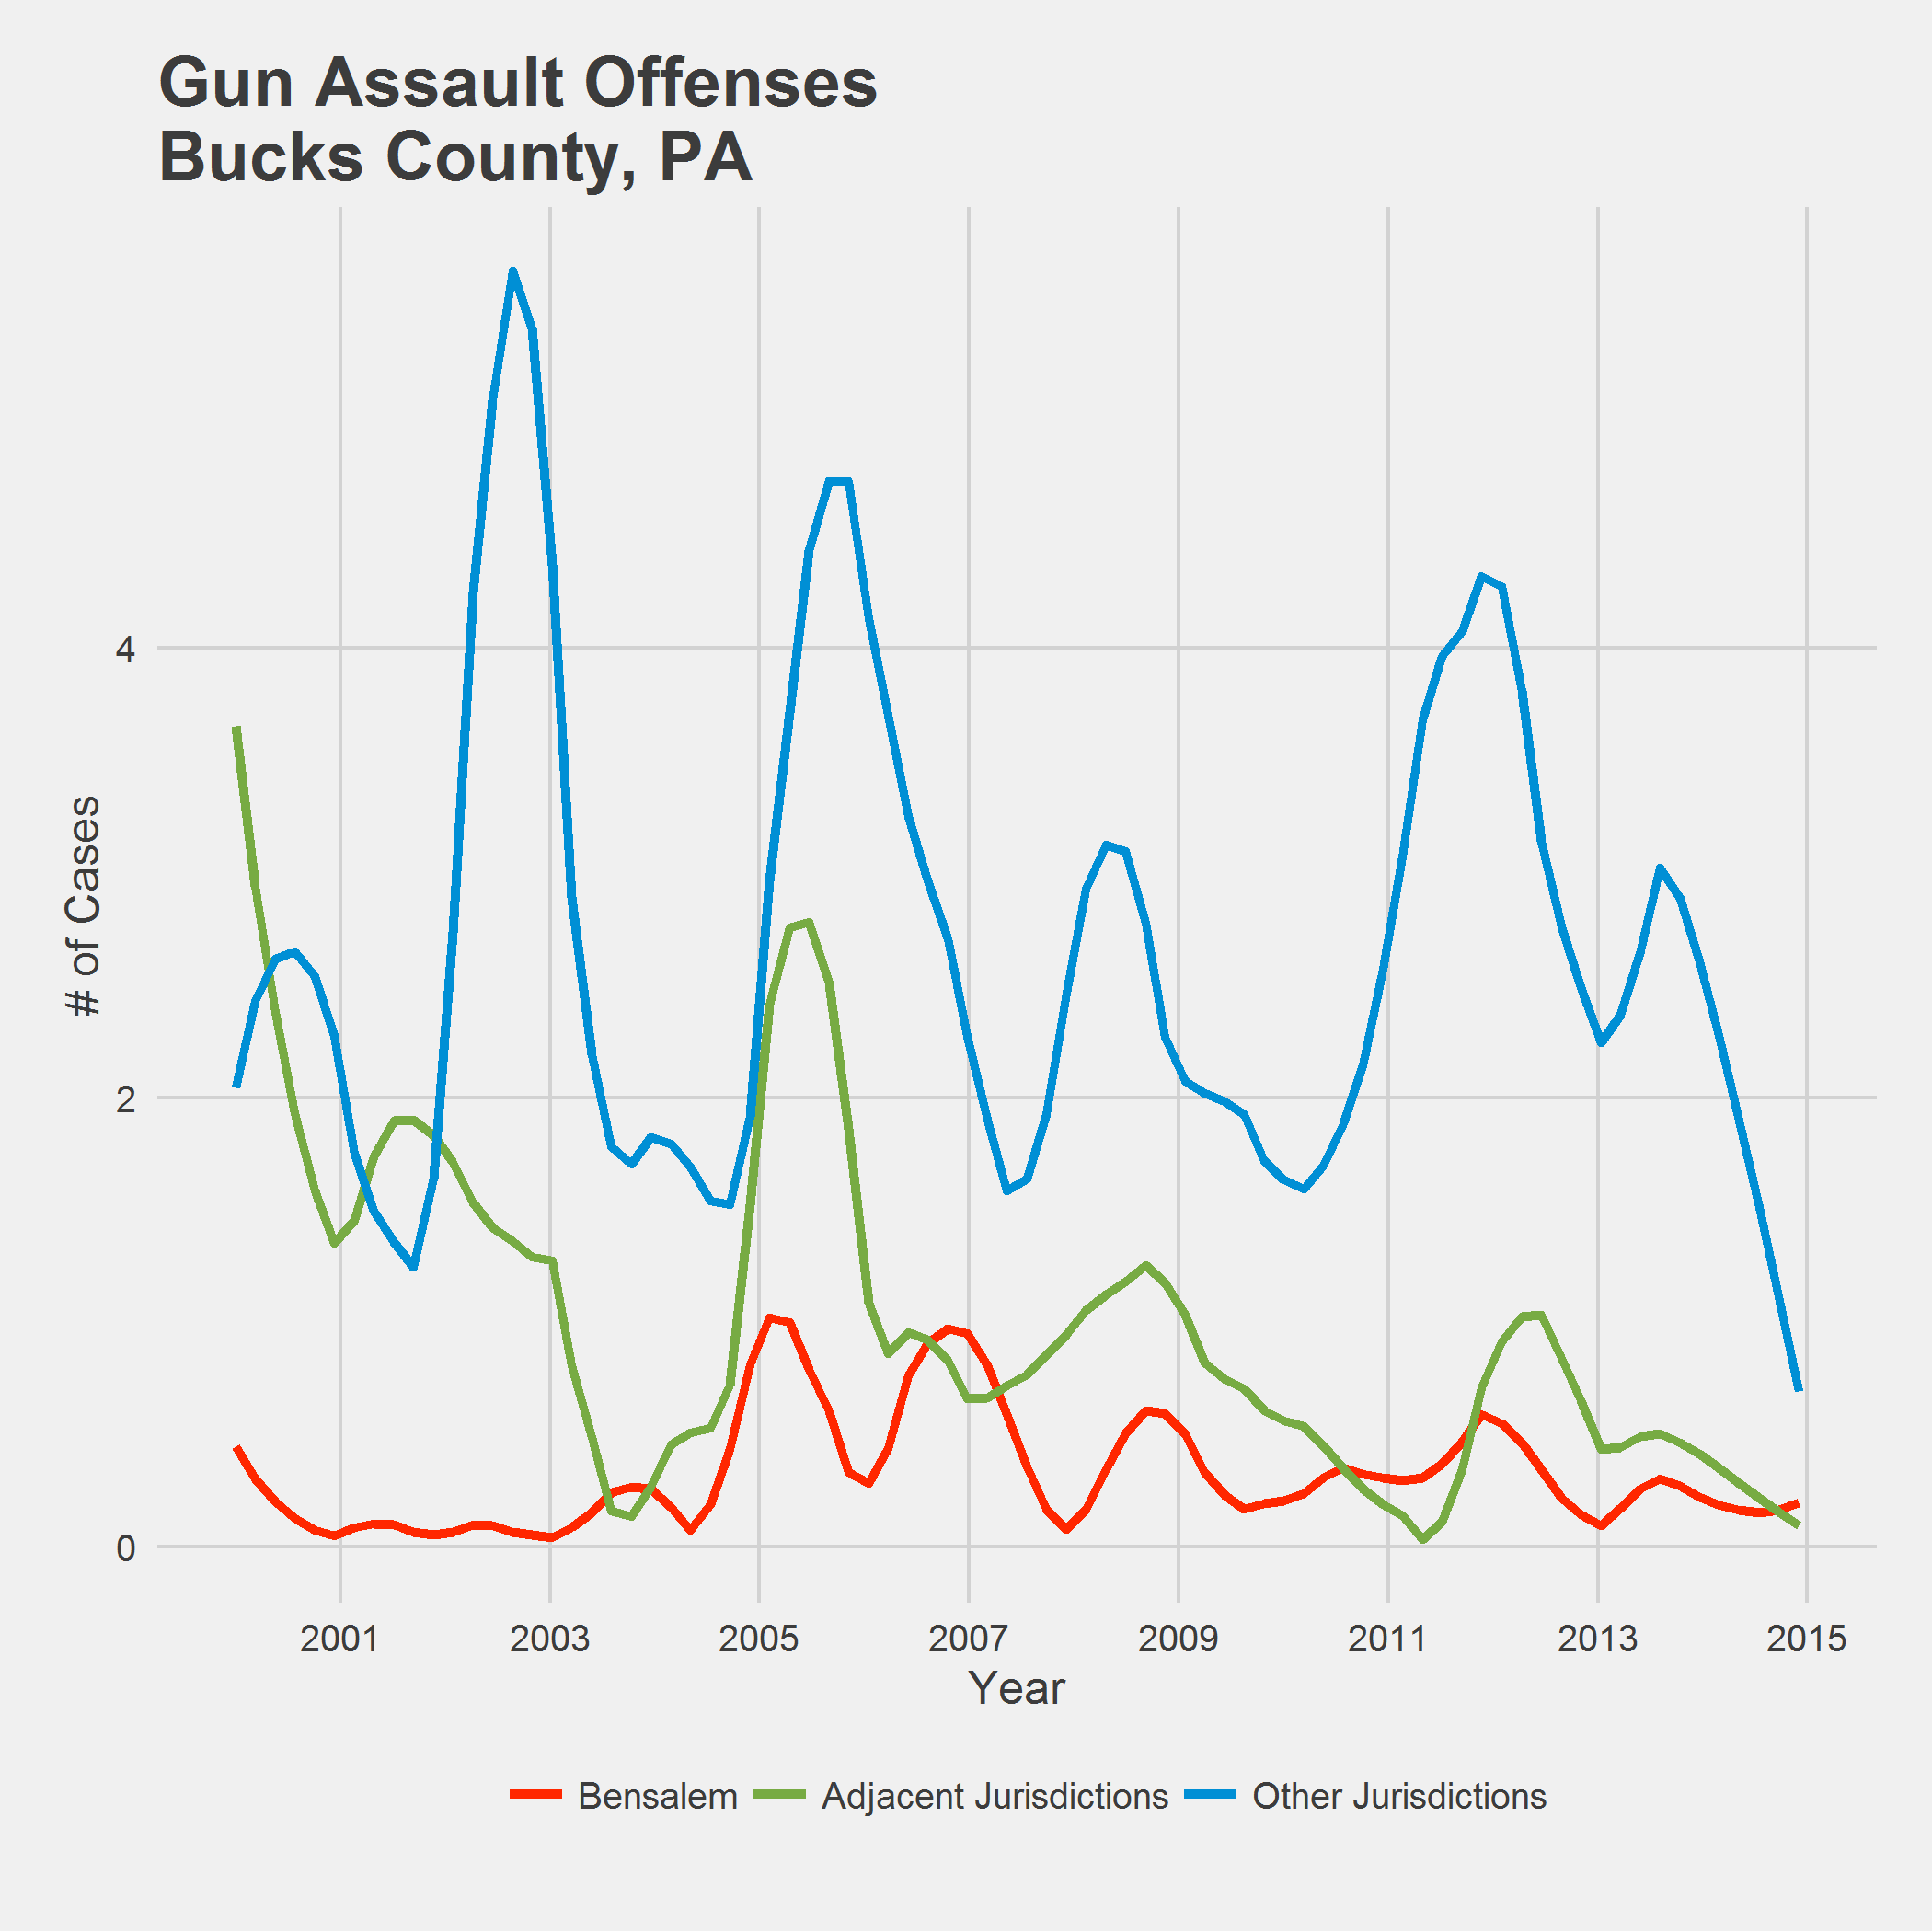 Gun Assault Offenses
Bucks County, PA
# of Cases
4
2
0
2001 2003 2005 2007 2009 2011 2013 2015
Year
Bensalem Adjacent Jurisdictions Other Jurisdictions